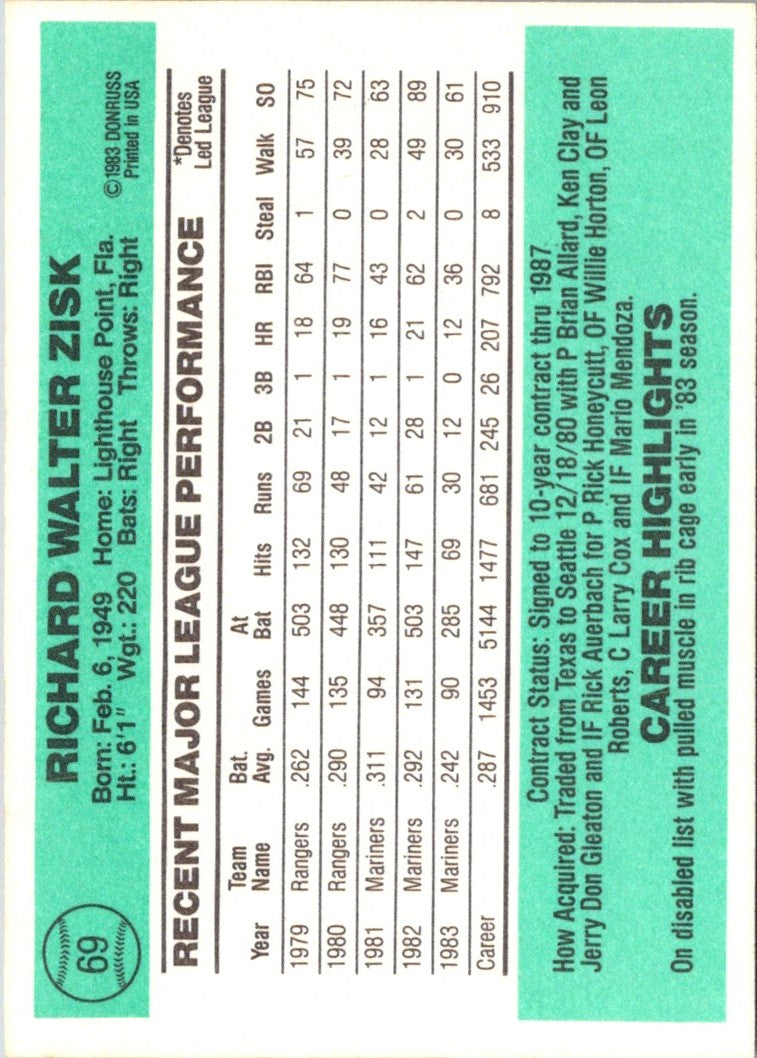 69
RICHARD WALTER ZISK
©1983 DONRUSS
Born: Feb. 6, 1949 Home: Lighthouse Point, Fla.
Printed In USA
Ht.: 6'1" Wgt.: 220 Bats: Right Throws: Right
RECENT MAJOR LEAGUE PERFORMANCE
*Denotes
Led League
Team Bat. At
Year Name Avg. Games Bat Hits Runs 2B 3B HR RBI Steal Walk SO
1979 Rangers .262 144 503 132 69 21 1 18 64 1 57 75
1980 Rangers .290 135 448 130 48 17 1 19 77 0 39 72
1981 Mariners .311 94 357 111 42 12 1 16 43 0 28 63
1982 Mariners .292 131 503 147 61 28 1 21 62 2 49 89
1983 Mariners .242 90 285 69 30 12 0 12 36 0 30 61
Career .287 1453 5144 1477 681 245 26 207 792 8 533 910
Contract Status: Signed to 10-year contract thru 1987
How Acquired: Traded from Texas to Seattle 12/18/80 with P Brian Allard, Ken Clay and
Jerry Don Gleaton and IF Rick Auerbach for P Rick Honeycutt, OF Willie Horton, OF Leon
Roberts, C Larry Cox and IF Mario Mendoza.
CAREER HIGHLIGHTS
On disabled list with pulled muscle in rib cage early in '83 season.